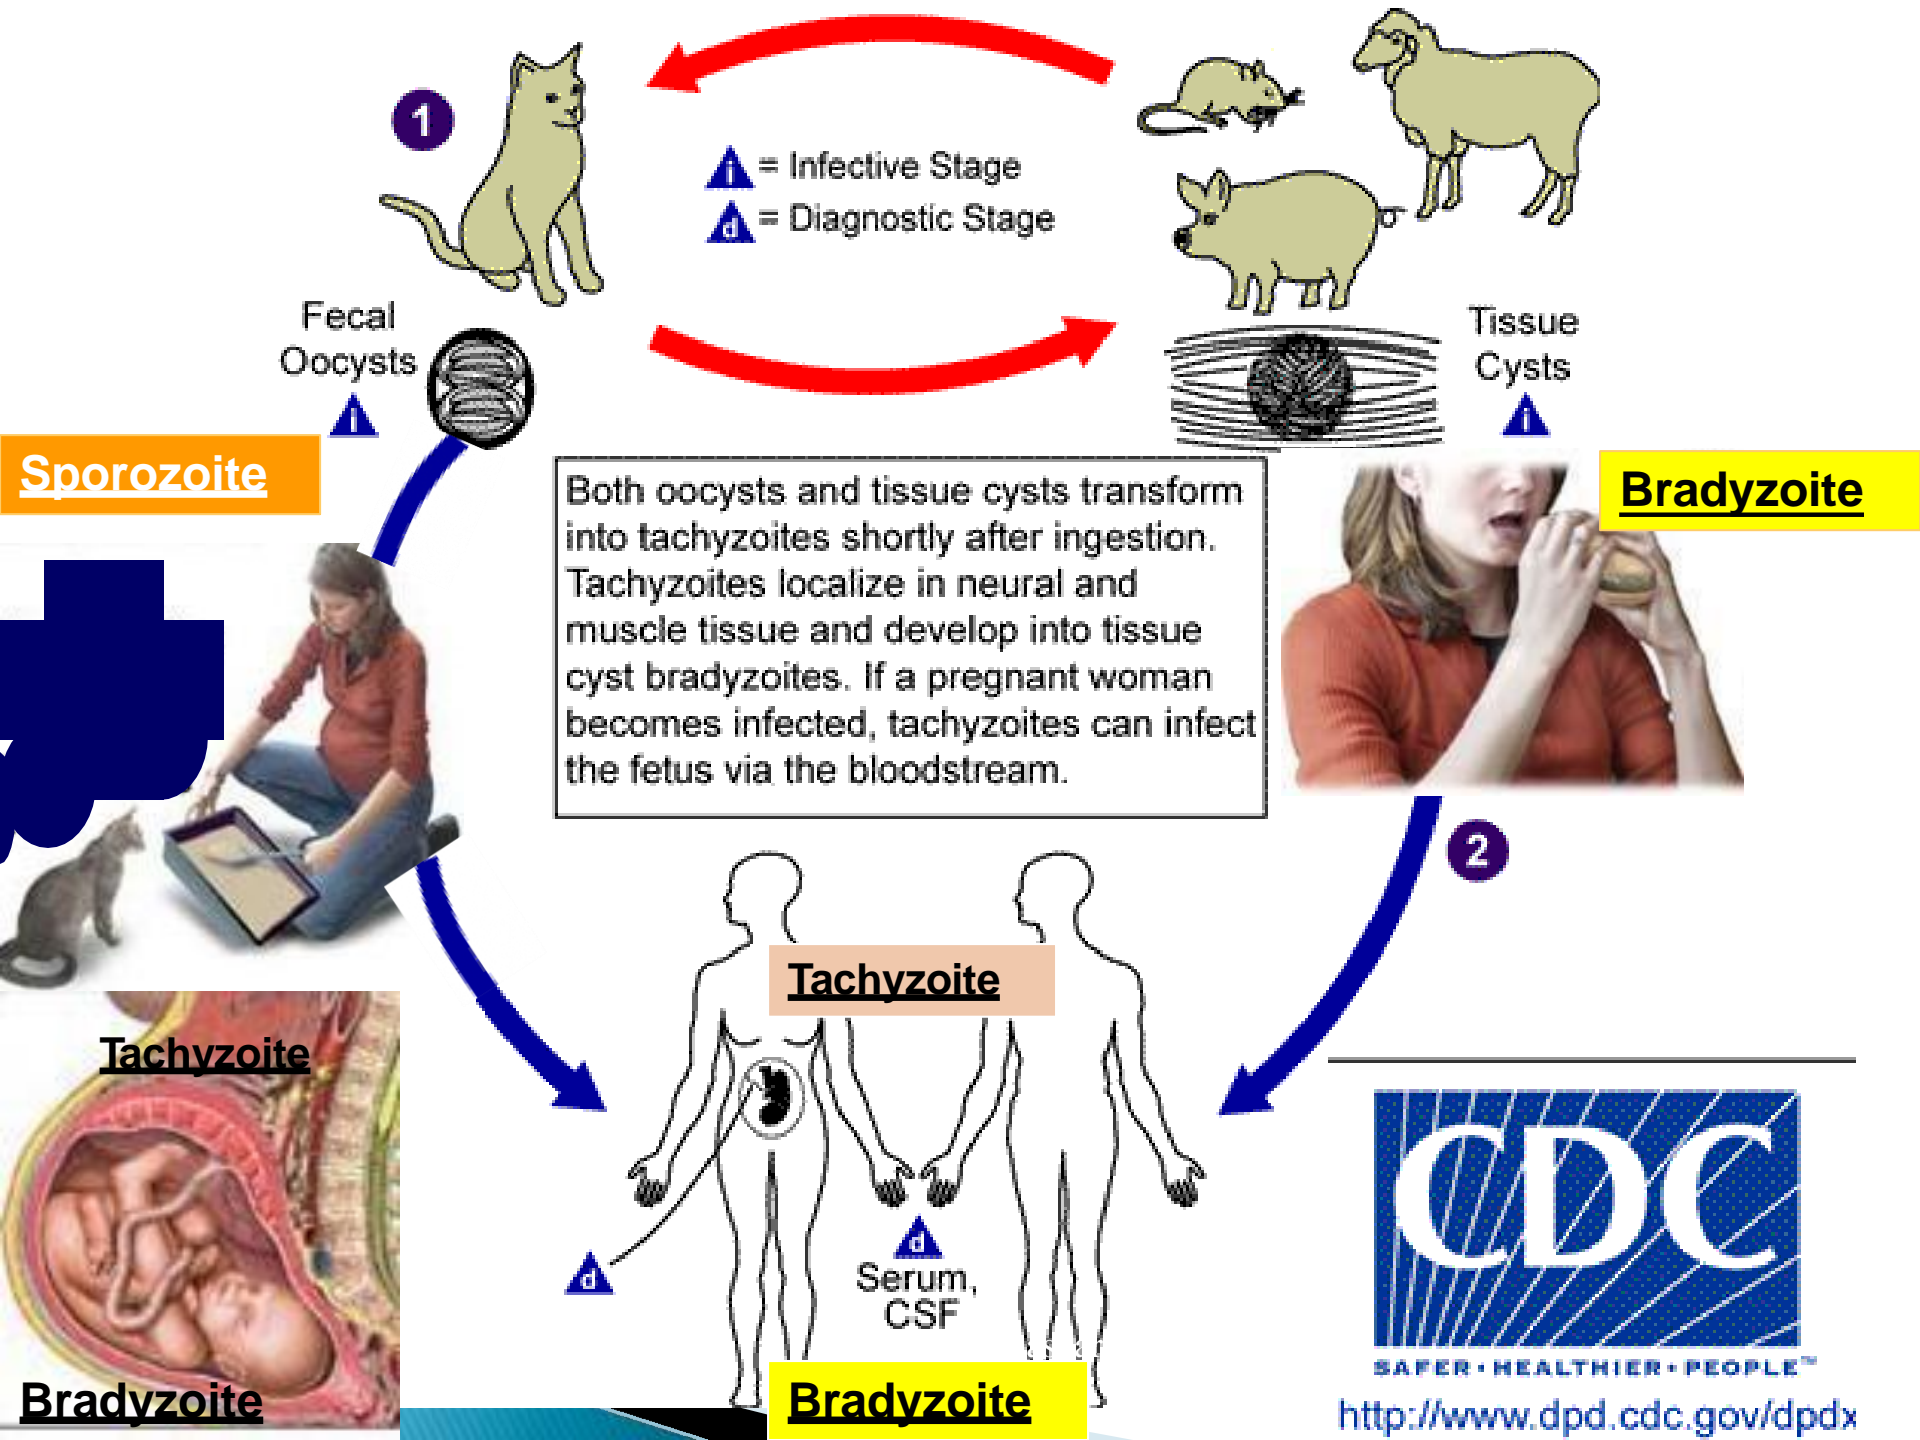 1
i = Infective Stage
d = Diagnostic Stage
Fecal
Oocysts
i
Tissue
Cysts
i
Sporozoite
Bradyzoite
Both oocysts and tissue cysts transform
into tachyzoites shortly after ingestion.
Tachyzoites localize in neural and
muscle tissue and develop into tissue
cyst bradyzoites. If a pregnant woman
becomes infected, tachyzoites can infect
the fetus via the bloodstream.
2
Tachyzoite
Tachyzoite
d
d
Serum,
CSF
CDC
SAFER • HEALTHIER • PEOPLE™
Bradyzoite
Bradyzoite
http://www.dpd.cdc.gov/dpdx